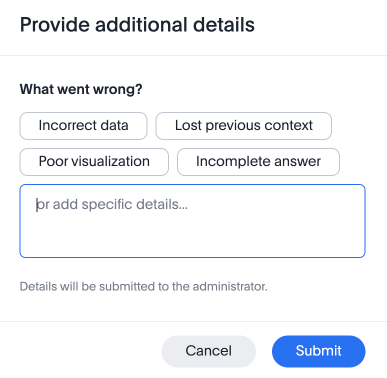 Provide additional details
What went wrong?
Incorrect data Lost previous context
Poor visualization Incomplete answer
or add specific details...
Details will be submitted to the administrator.
Cancel Submit